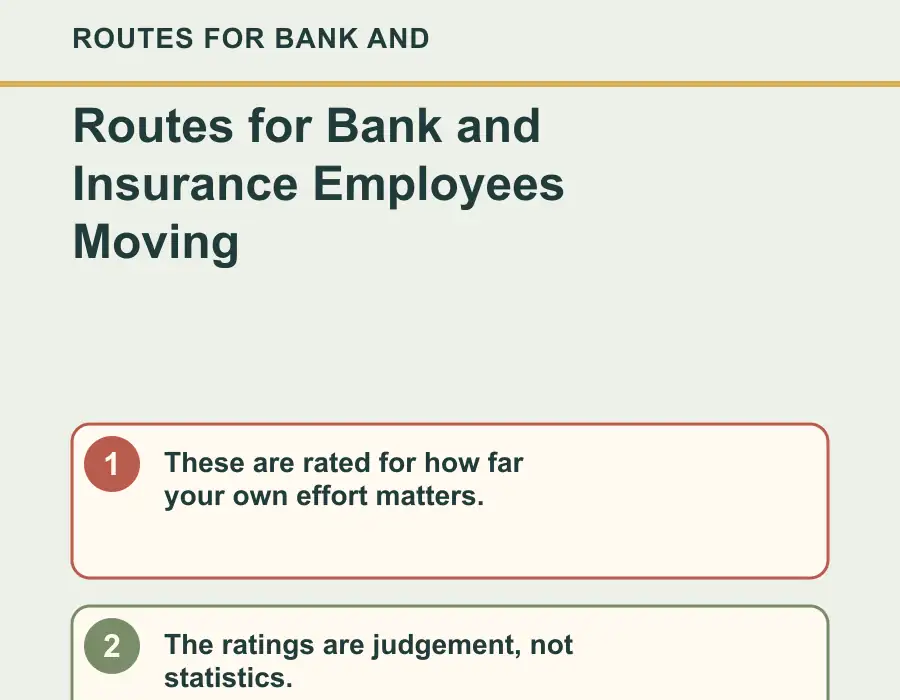 ROUTES FOR BANK AND
Routes for Bank and
Insurance Employees
Moving
1
These are rated for how far
your own effort matters.
2
The ratings are judgement, not
statistics.